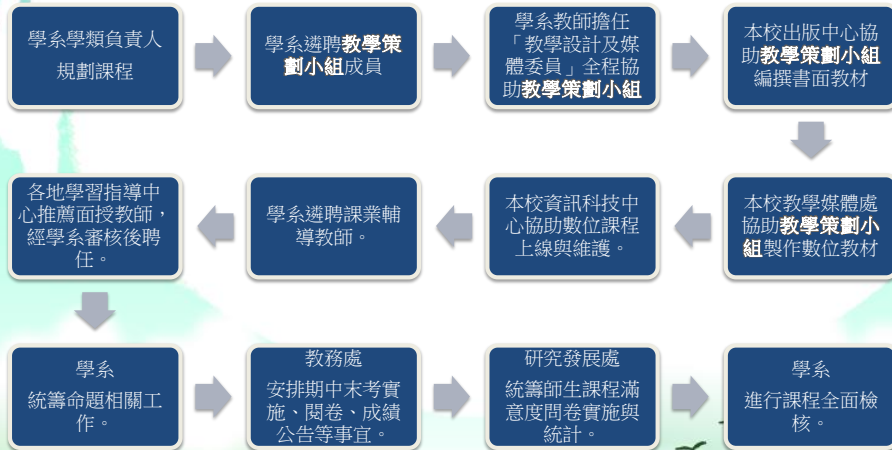 學系學類負責人
規劃課程
學系遴聘教學策
劃小組成員
學系教師擔任
「教學設計及媒
體委員」全程協
助教學策劃小組
本校出版中心協
助教學策劃小組
編撰書面教材
各地學習指導中
心推薦面授教師，
經學系審核後聘
任。
學系遴聘課業輔
導教師。
本校資訊科技中
心協助數位課程
上線與維護。
本校教學媒體處
協助教學策劃小
組製作數位教材
學系
統籌命題相關工
作。
教務處
安排期中末考實
施、閱卷、成績
公告等事宜。
研究發展處
統籌師生課程滿
意度問卷實施與
統計。
學系
進行課程全面檢
核。